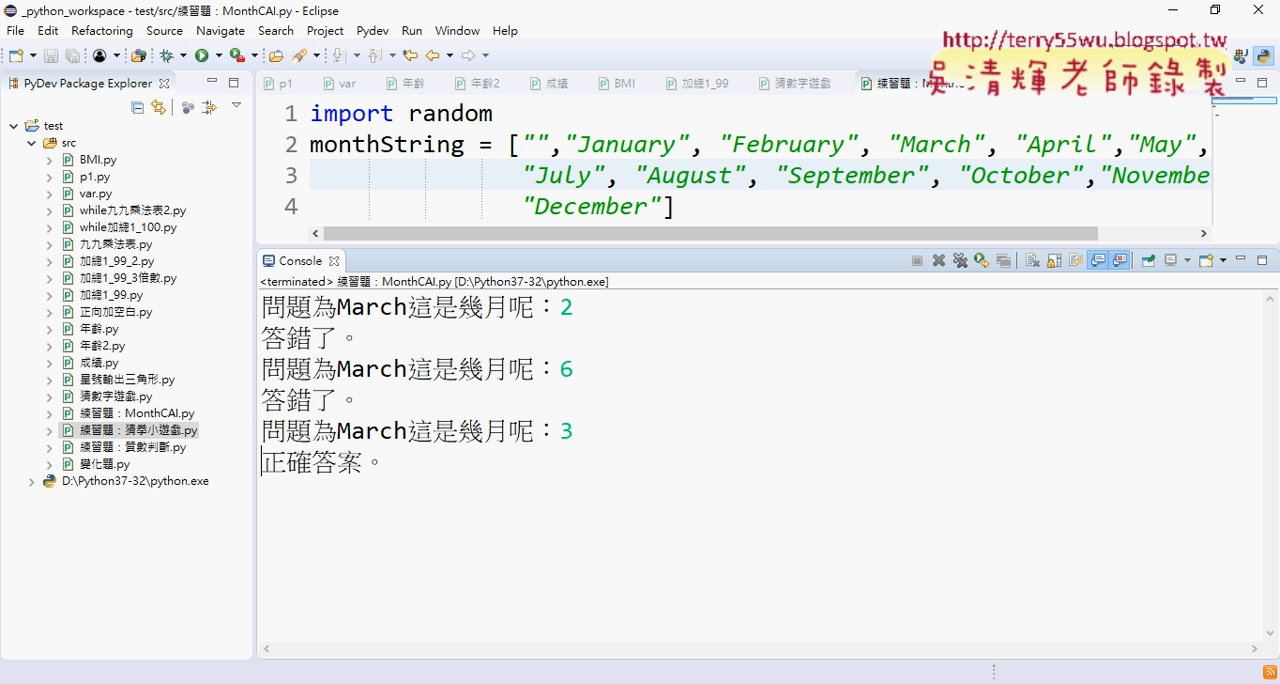 _python_workspace - test/src/練習題：MonthCAI.py - Eclipse
File Edit Refactoring Source Navigate Search Project Pydev Run Window Help
http://terry55wu.blogspot.tw
吳清輝老師錄製
PyDev Package Explorer
p1 var 年齡 年齡2 成績 BMI 加總1_99 猜數字遊戲
test
src
BMI.py
p1.py
var.py
while九九乘法表2.py
while加總1_100.py
九九乘法表.py
加總1_99_2.py
加總1_99_3倍數.py
加總1_99.py
正向加空白.py
年齡.py
年齡2.py
成績.py
星號輸出三角形.py
猜數字遊戲.py
練習題：MonthCAI.py
練習題：猜拳小遊戲.py
練習題：質數判斷.py
變化題.py
D:\Python37-32\python.exe
1 import random
2 monthString = ["","January", "February", "March", "April","May",
3 "July", "August", "September", "October","Novembe
4 "December"]
Console
<terminated> 練習題：MonthCAI.py [D:\Python37-32\python.exe]
問題為March這是幾月呢：2
答錯了。
問題為March這是幾月呢：6
答錯了。
問題為March這是幾月呢：3
正確答案。